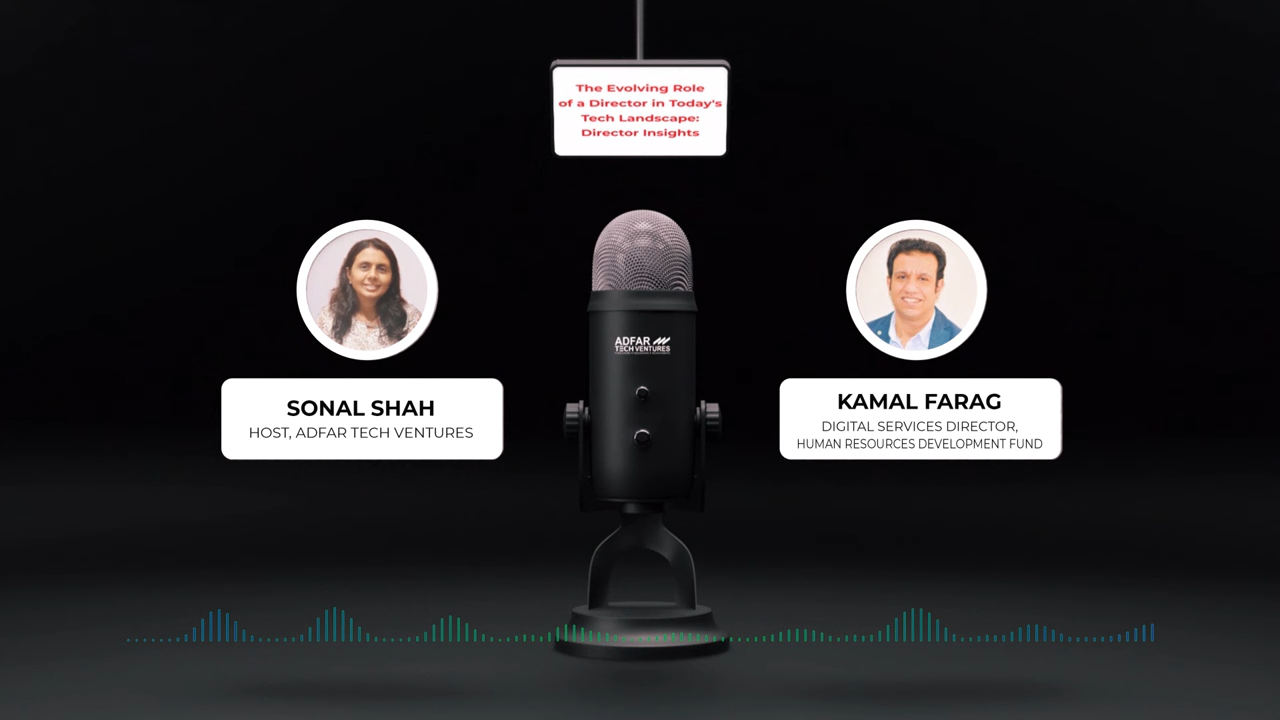 The Evolving Role
of a Director in Today's
Tech Landscape:
Director Insights
ADFAR
TECH VENTURES
SONAL SHAH
HOST, ADFAR TECH VENTURES
KAMAL FARAG
DIGITAL SERVICES DIRECTOR,
HUMAN RESOURCES DEVELOPMENT FUND